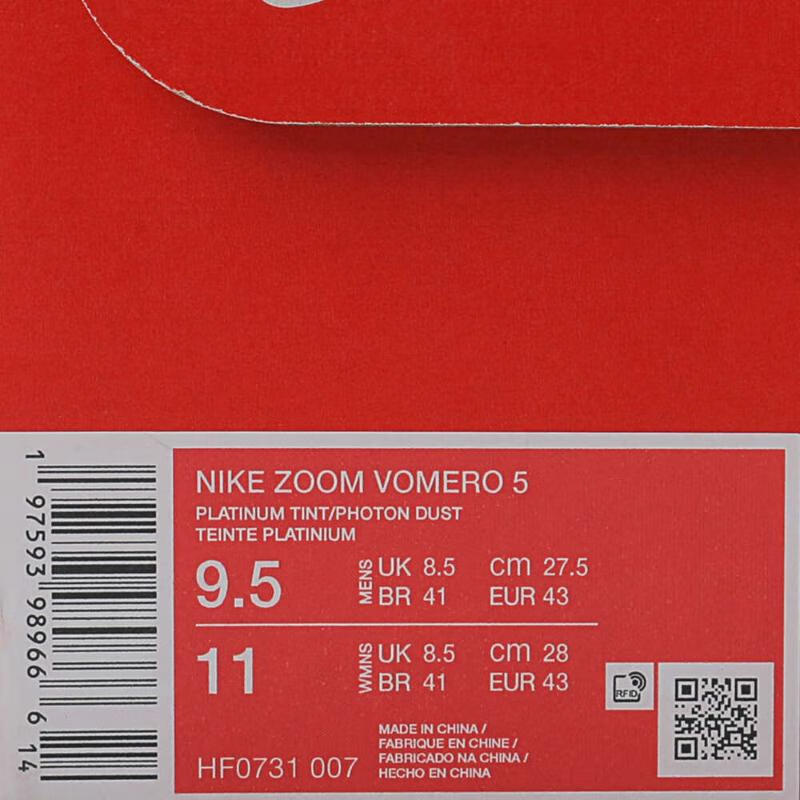 NIKE ZOOM VOMERO 5
PLATINUM TINT/PHOTON DUST
TEINTE PLATINIUM
9.5 MENS UK 8.5 cm 27.5
BR 41 EUR 43
11 WMNS UK 8.5 cm 28
BR 41 EUR 43
RFID
HF0731 007
MADE IN CHINA /
FABRIQUE EN CHINE /
FABRICADO NA CHINA /
HECHO EN CHINA
1 97593 98966 6 14